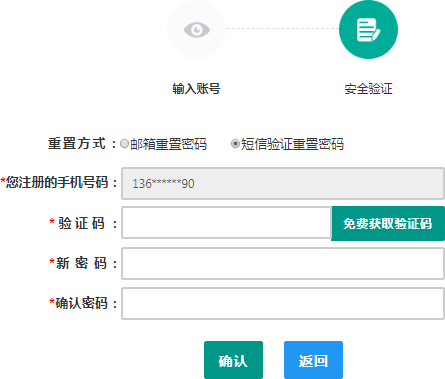 输入账号 安全验证
重置方式：邮箱重置密码 短信验证重置密码
*您注册的手机号码： 136******90
*验证码： 免费获取验证码
*新密码：
*确认密码：
确认 返回